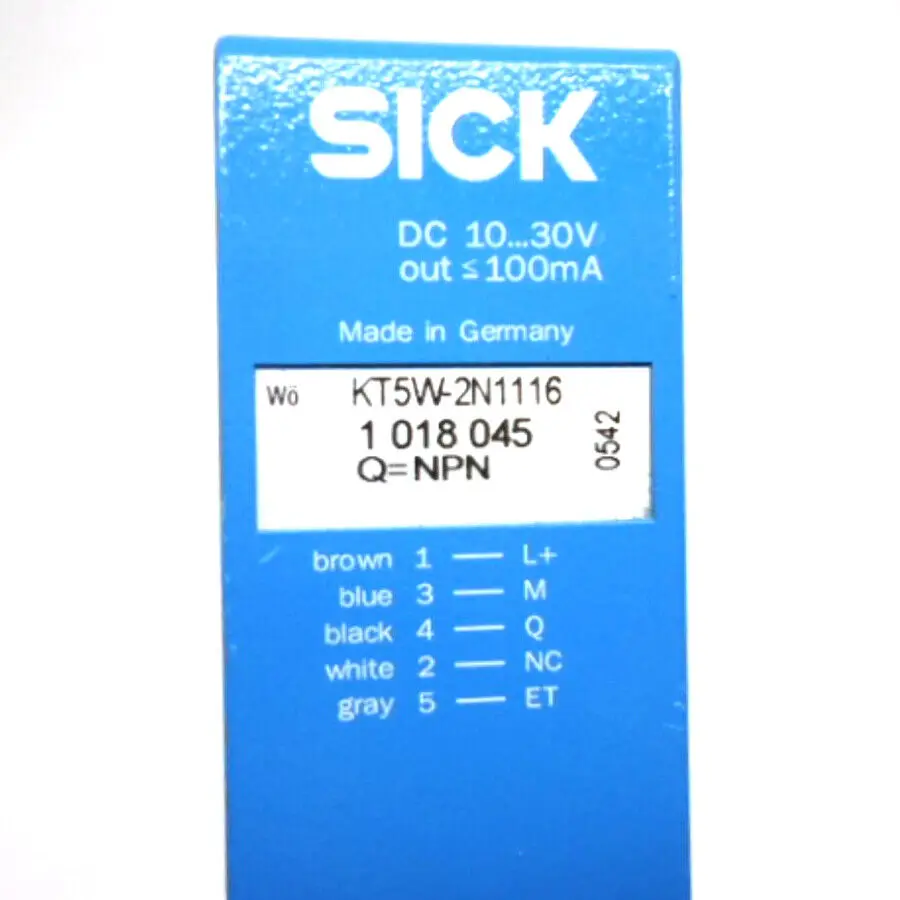 SICK
DC 10...30V
out ≤ 100mA
Made in Germany
Wö KT5W-2N1116
1 018 045
Q=NPN
0542
brown 1 — L+
blue 3 — M
black 4 — Q
white 2 — NC
gray 5 — ET